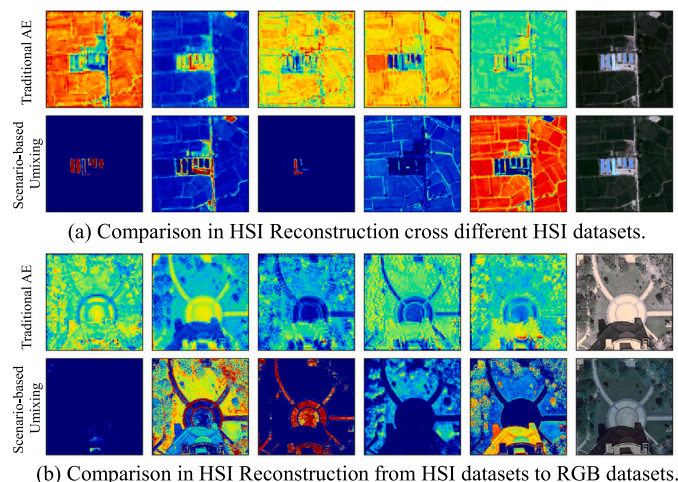 Traditional AE
Scenario-based
Umixing
(a) Comparison in HSI Reconstruction cross different HSI datasets.
Traditional AE
Scenario-based
Umixing
(b) Comparison in HSI Reconstruction from HSI datasets to RGB datasets.